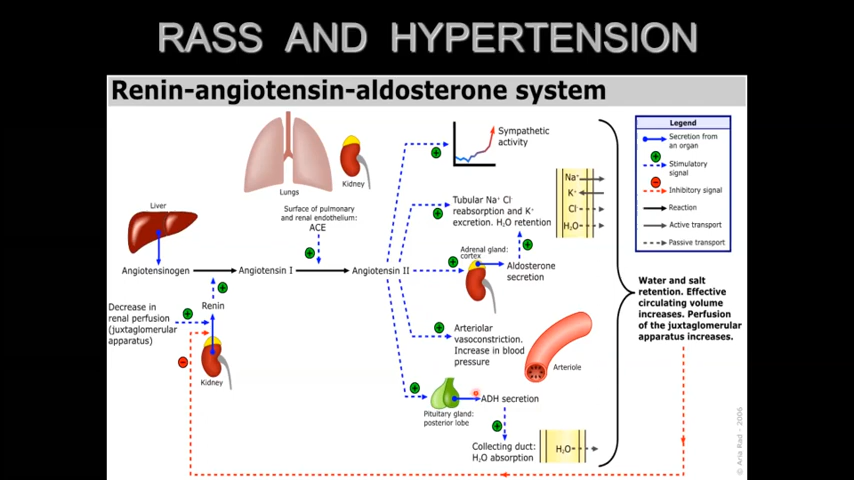 RASS AND HYPERTENSION
Renin-angiotensin-aldosterone system
Lungs
Kidney
Liver
Surface of pulmonary
and renal endothelium:
ACE
Angiotensinogen
Angiotensin I
Angiotensin II
Decrease in
renal perfusion
(juxtaglomerular
apparatus)
Renin
Kidney
Sympathetic
activity
Tubular Na⁺ Cl⁻
reabsorption and K⁺
excretion. H₂O retention
Na⁺
K⁺
Cl⁻
H₂O
Adrenal gland:
cortex
Aldosterone
secretion
Arteriolar
vasoconstriction.
Increase in blood
pressure
Arteriole
Pituitary gland:
posterior lobe
ADH secretion
Collecting duct:
H₂O absorption
H₂O
Legend
Secretion from
an organ
Stimulatory
signal
Inhibitory signal
Reaction
Active transport
Passive transport
Water and salt
retention. Effective
circulating volume
increases. Perfusion
of the juxtaglomerular
apparatus increases.
© Aria Rad - 2006